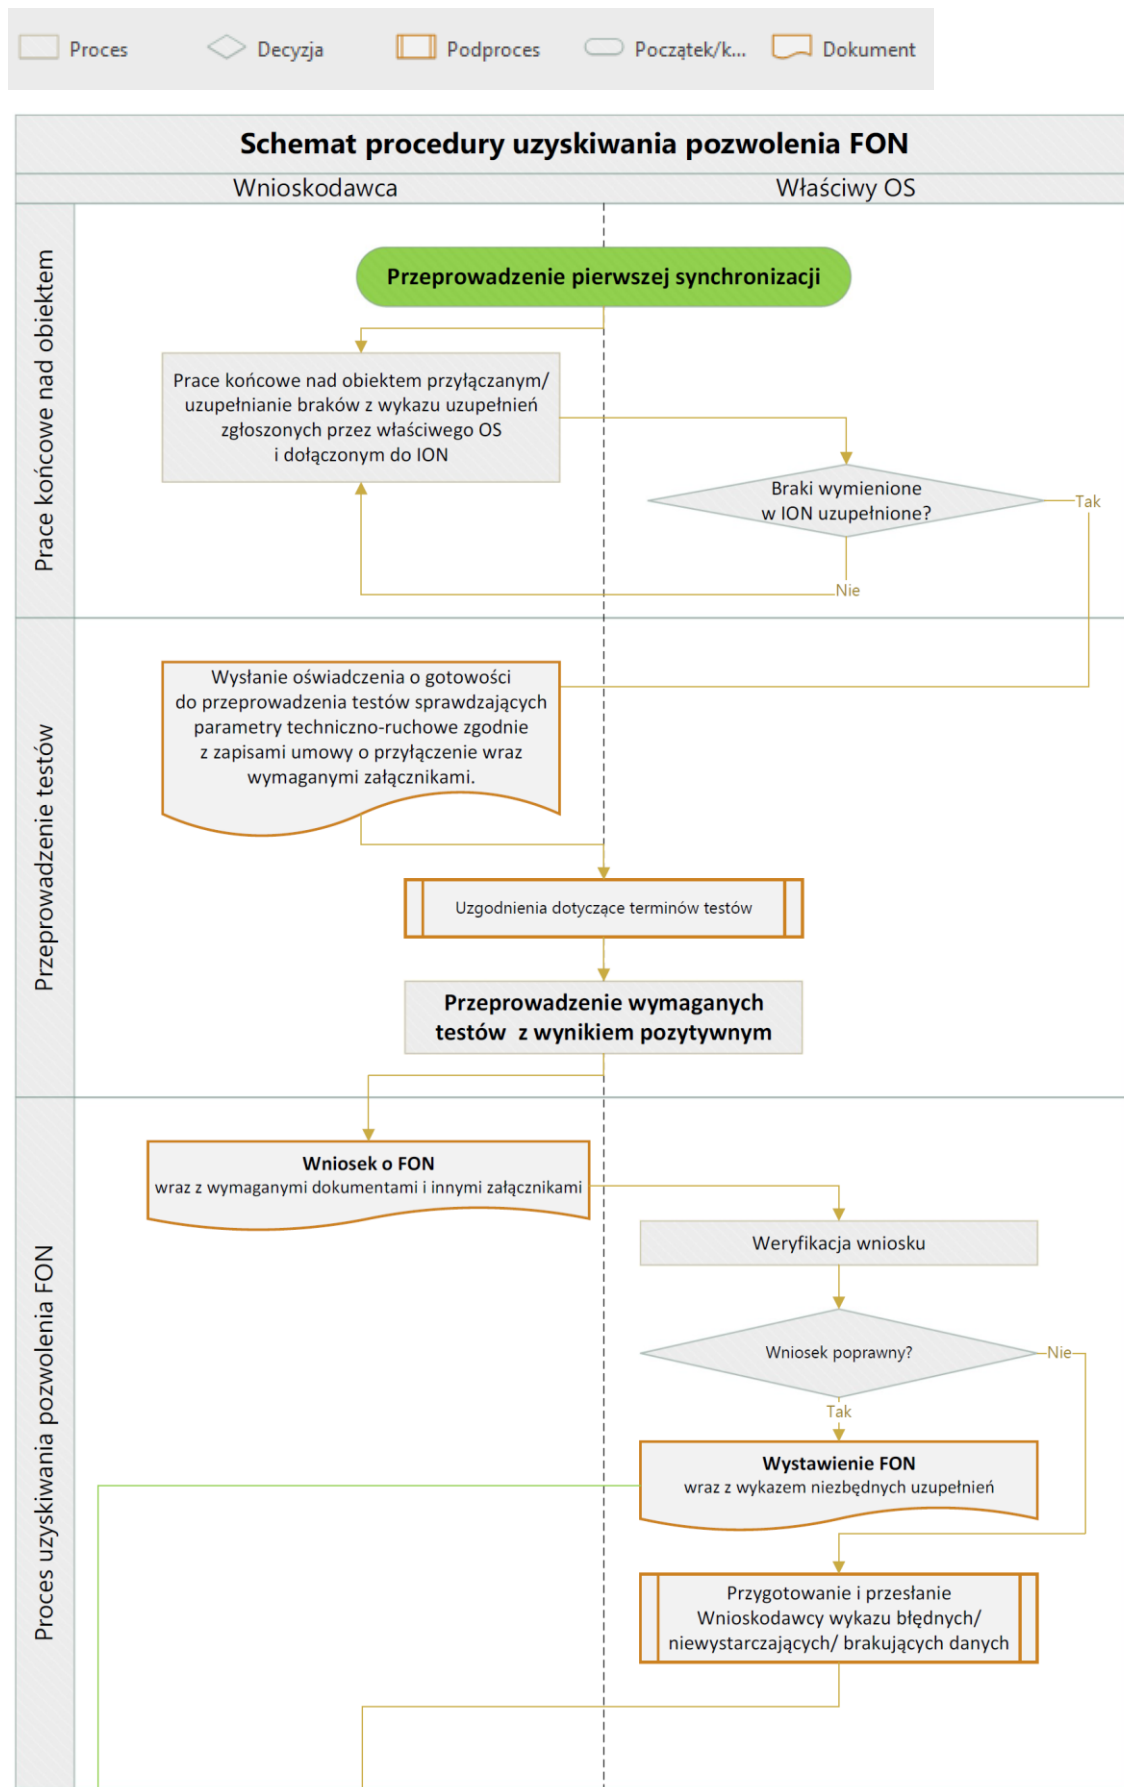 Proces
Decyzja
Podproces
Początek/k...
Dokument
Schemat procedury uzyskiwania pozwolenia FON
Wnioskodawca
Właściwy OS
Prace końcowe nad obiektem
Przeprowadzenie pierwszej synchronizacji
Prace końcowe nad obiektem przyłączanym/
uzupełnianie braków z wykazu uzupełnień
zgłoszonych przez właściwego OS
i dołączonym do ION
Braki wymienione
w ION uzupełnione?
Tak
Nie
Przeprowadzenie testów
Wysłanie oświadczenia o gotowości
do przeprowadzenia testów sprawdzających
parametry techniczno-ruchowe zgodnie
z zapisami umowy o przyłączenie wraz
wymaganymi załącznikami.
Uzgodnienia dotyczące terminów testów
Przeprowadzenie wymaganych
testów z wynikiem pozytywnym
Proces uzyskiwania pozwolenia FON
Wniosek o FON
wraz z wymaganymi dokumentami i innymi załącznikami
Weryfikacja wniosku
Wniosek poprawny?
Nie
Tak
Wystawienie FON
wraz z wykazem niezbędnych uzupełnień
Przygotowanie i przesłanie
Wnioskodawcy wykazu błędnych/
niewystarczających/ brakujących danych